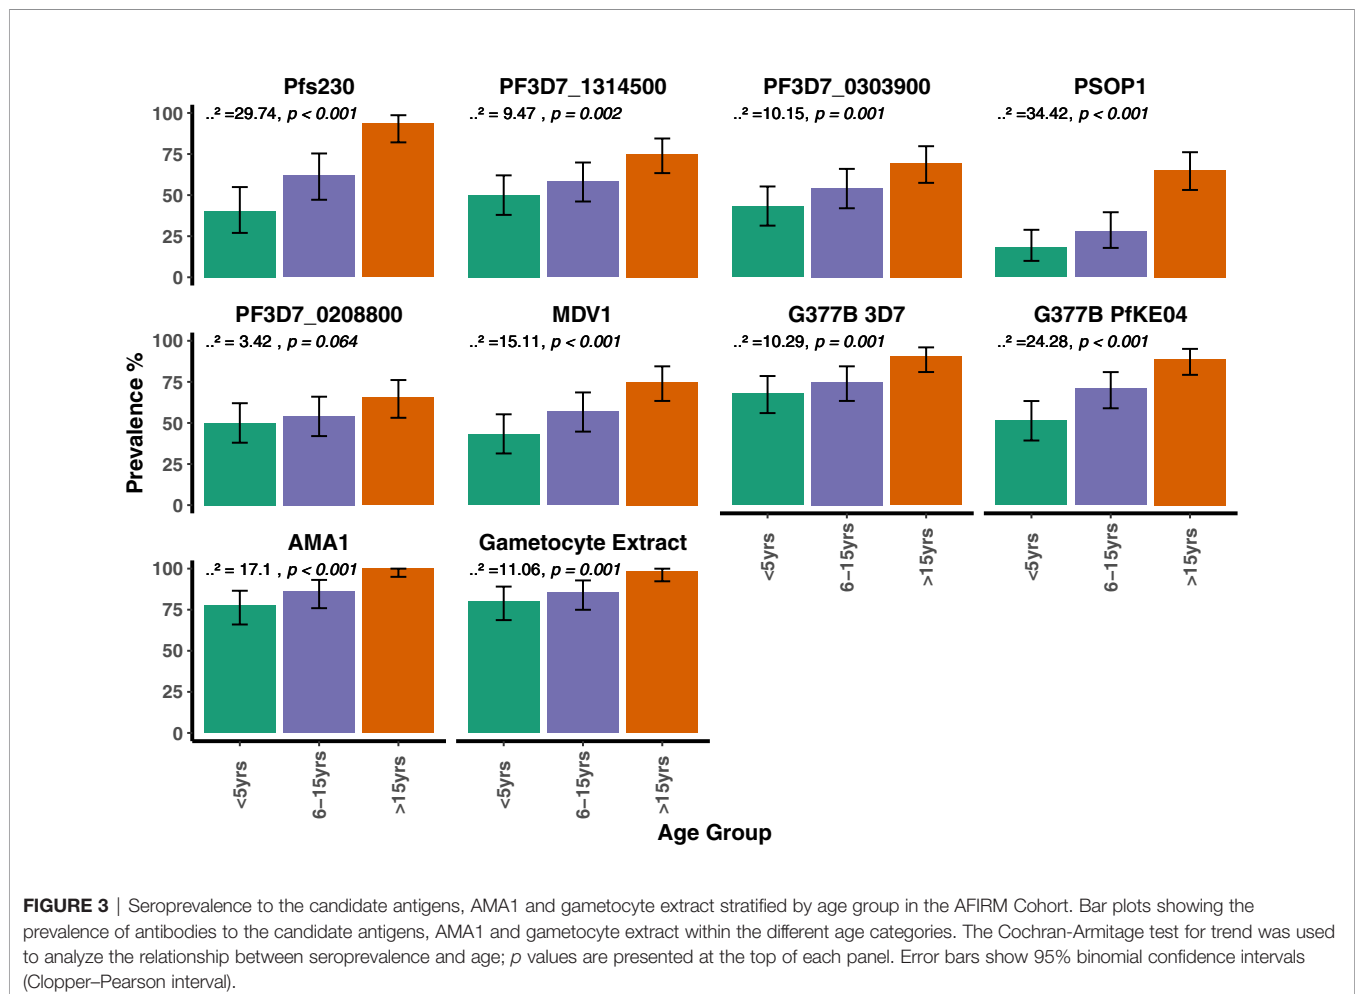 Pfs230 PF3D7_1314500 PF3D7_0303900 PSOP1
..² =29.74, p < 0.001 ..² = 9.47 , p = 0.002 ..² =10.15, p = 0.001 ..² =34.42, p < 0.001
100
75
50
25
0
PF3D7_0208800 MDV1 G377B 3D7 G377B PfKE04
..² = 3.42 , p = 0.064 ..² =15.11, p < 0.001 ..² =10.29, p = 0.001 ..² =24.28, p < 0.001
100
75
50
25
0
Prevalence %
<5yrs 6–15yrs >15yrs <5yrs 6–15yrs >15yrs
AMA1 Gametocyte Extract
..² = 17.1 , p < 0.001 ..² =11.06, p = 0.001
100
75
50
25
0
<5yrs 6–15yrs >15yrs <5yrs 6–15yrs >15yrs
Age Group
FIGURE 3 | Seroprevalence to the candidate antigens, AMA1 and gametocyte extract stratified by age group in the AFIRM Cohort. Bar plots showing the
prevalence of antibodies to the candidate antigens, AMA1 and gametocyte extract within the different age categories. The Cochran-Armitage test for trend was used
to analyze the relationship between seroprevalence and age; p values are presented at the top of each panel. Error bars show 95% binomial confidence intervals
(Clopper–Pearson interval).